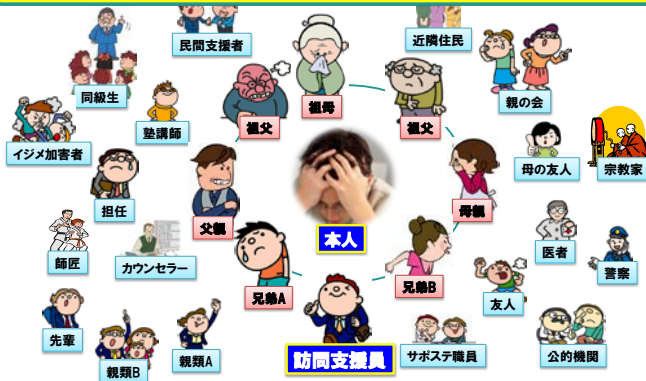 民間支援者
近隣住民
同級生
祖母
親の会
塾講師
祖父
祖父
イジメ加害者
母の友人
宗教家
担任
父親
本人
母親
師匠
カウンセラー
医者
警察
兄弟A
兄弟B
友人
先輩
親類B
親類A
訪問支援員
サポステ職員
公的機関